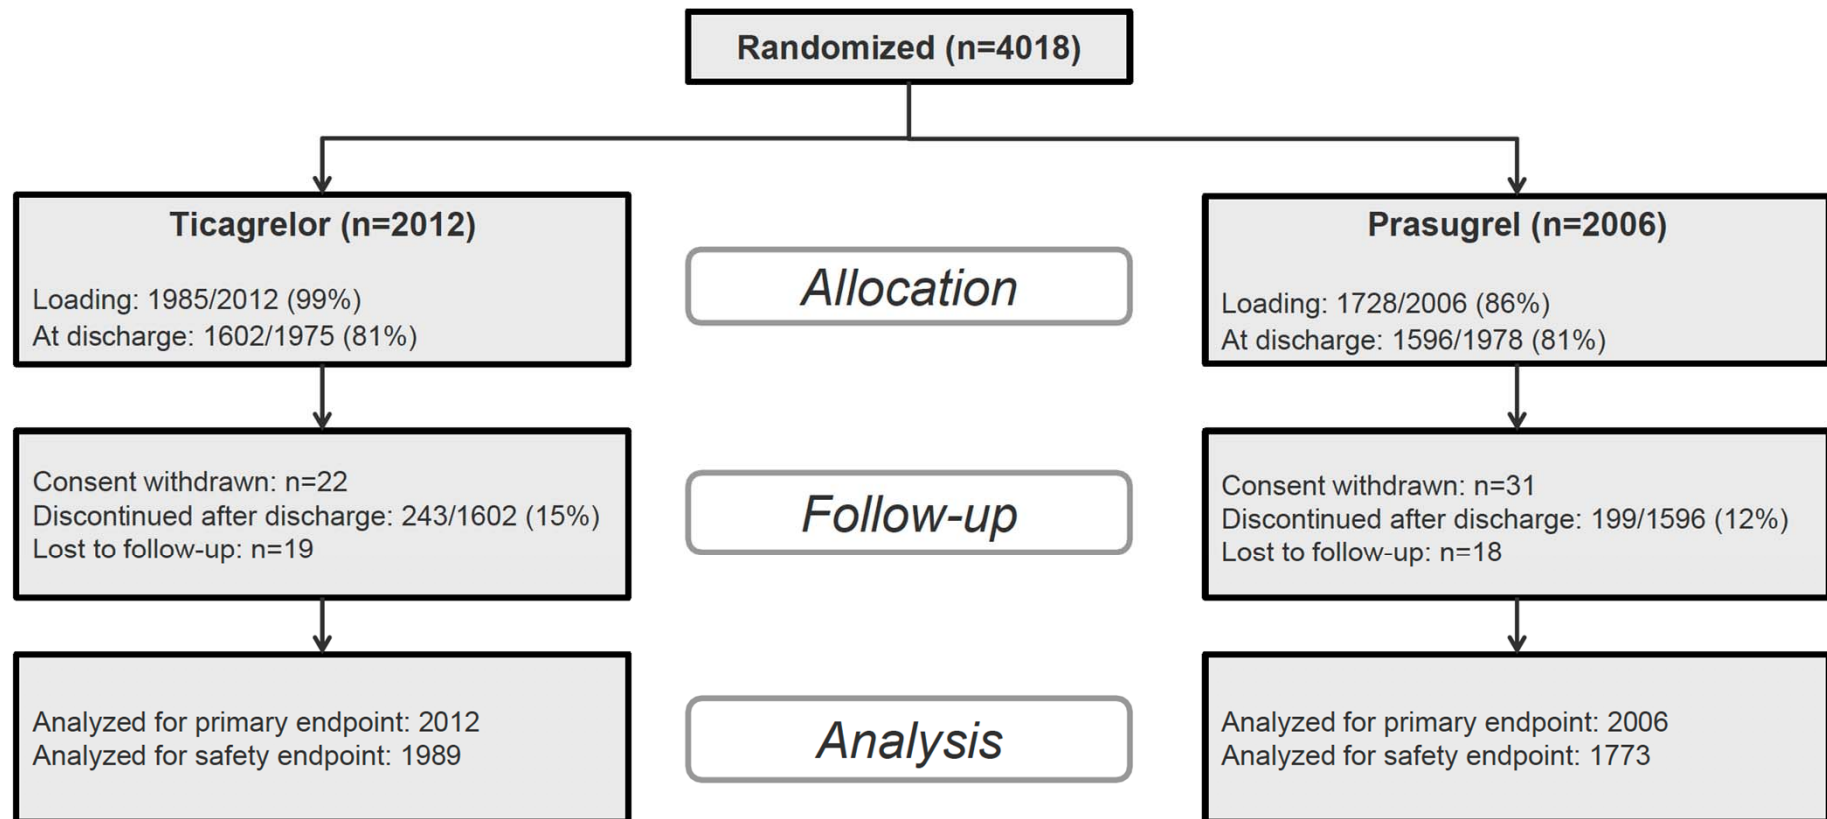 Randomized (n=4018)
Ticagrelor (n=2012)
Loading: 1985/2012 (99%)
At discharge: 1602/1975 (81%)
Allocation
Prasugrel (n=2006)
Loading: 1728/2006 (86%)
At discharge: 1596/1978 (81%)
Consent withdrawn: n=22
Discontinued after discharge: 243/1602 (15%)
Lost to follow-up: n=19
Follow-up
Consent withdrawn: n=31
Discontinued after discharge: 199/1596 (12%)
Lost to follow-up: n=18
Analyzed for primary endpoint: 2012
Analyzed for safety endpoint: 1989
Analysis
Analyzed for primary endpoint: 2006
Analyzed for safety endpoint: 1773